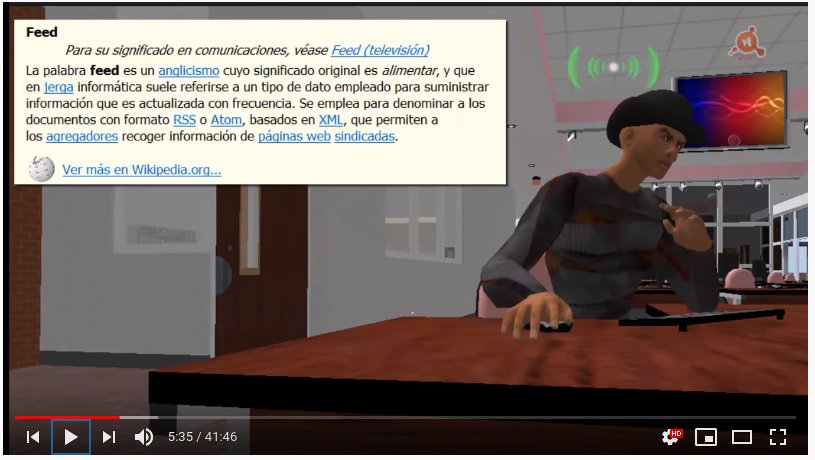 Feed
Para su significado en comunicaciones, véase Feed (televisión)
La palabra feed es un anglicismo cuyo significado original es alimentar, y que
en jerga informática suele referirse a un tipo de dato empleado para suministrar
información que es actualizada con frecuencia. Se emplea para denominar a los
documentos con formato RSS o Atom, basados en XML, que permiten a
los agregadores recoger información de páginas web sindicadas.
Ver más en Wikipedia.org...
5:35 / 41:46
HD